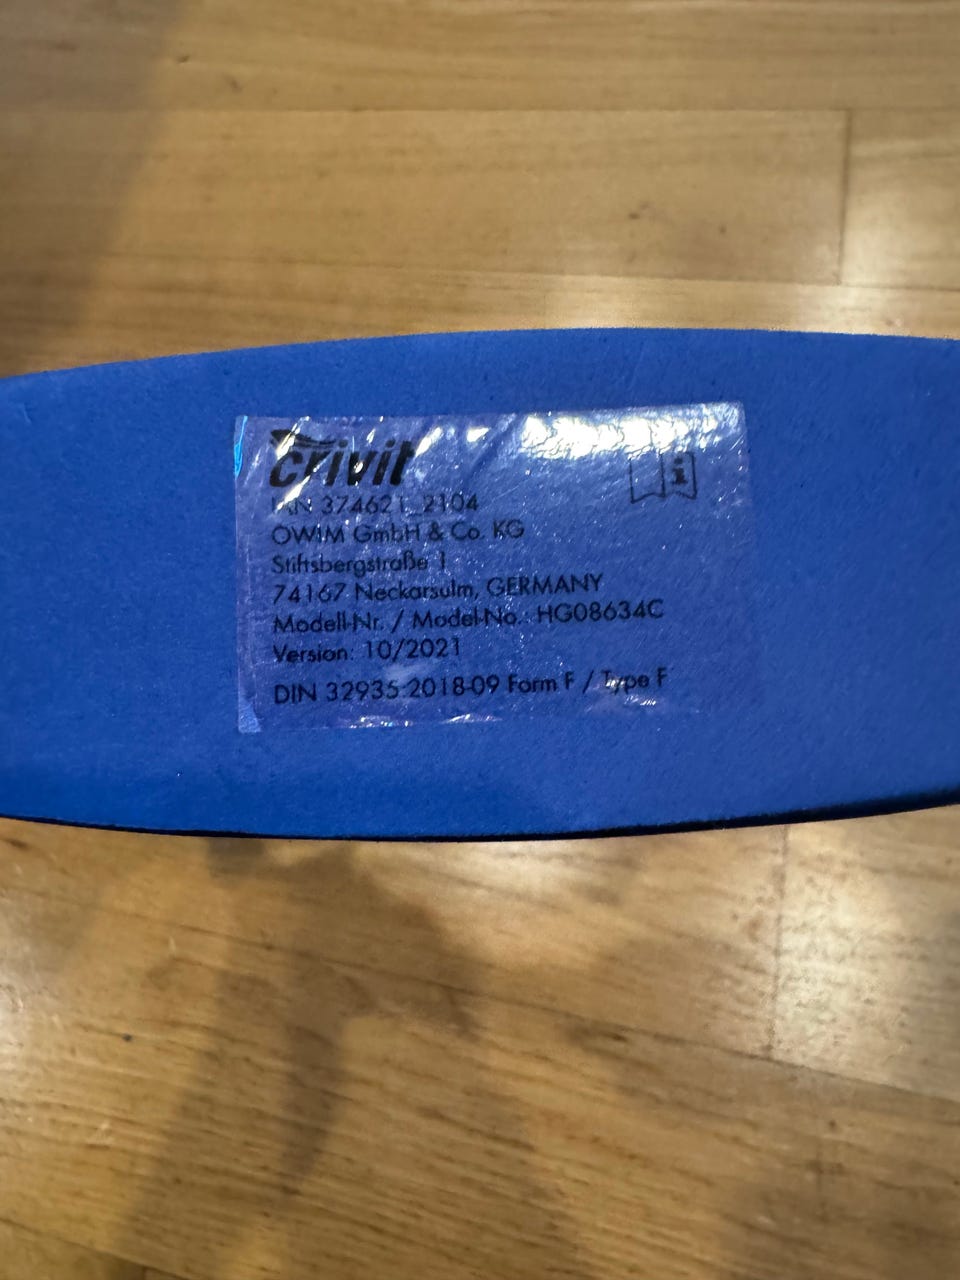 crivit
IAN 374621_2104
OWIM GmbH & Co. KG
Stiftsbergstraße 1
74167 Neckarsulm, GERMANY
Modell-Nr. / Model-No.: HG08634C
Version: 10/2021
DIN 32935:2018-09 Form F / Type F
i